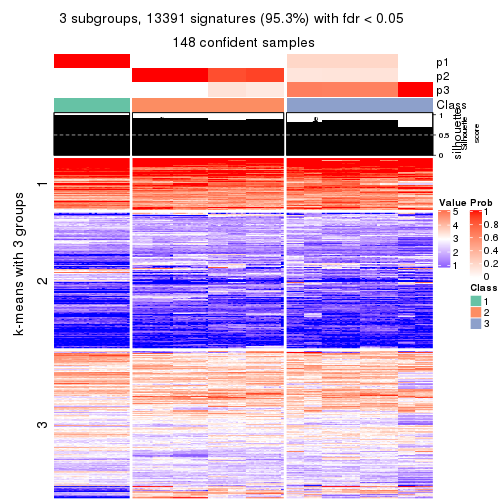 3 subgroups, 13391 signatures (95.3%) with fdr < 0.05
148 confident samples
p1
p2
p3
Class
1
0.5
0
silhouette
Silhouette
score
k-means with 3 groups
1
2
3
Value
5
4
3
2
1
Prob
1
0.8
0.6
0.4
0.2
0
Class
1
2
3